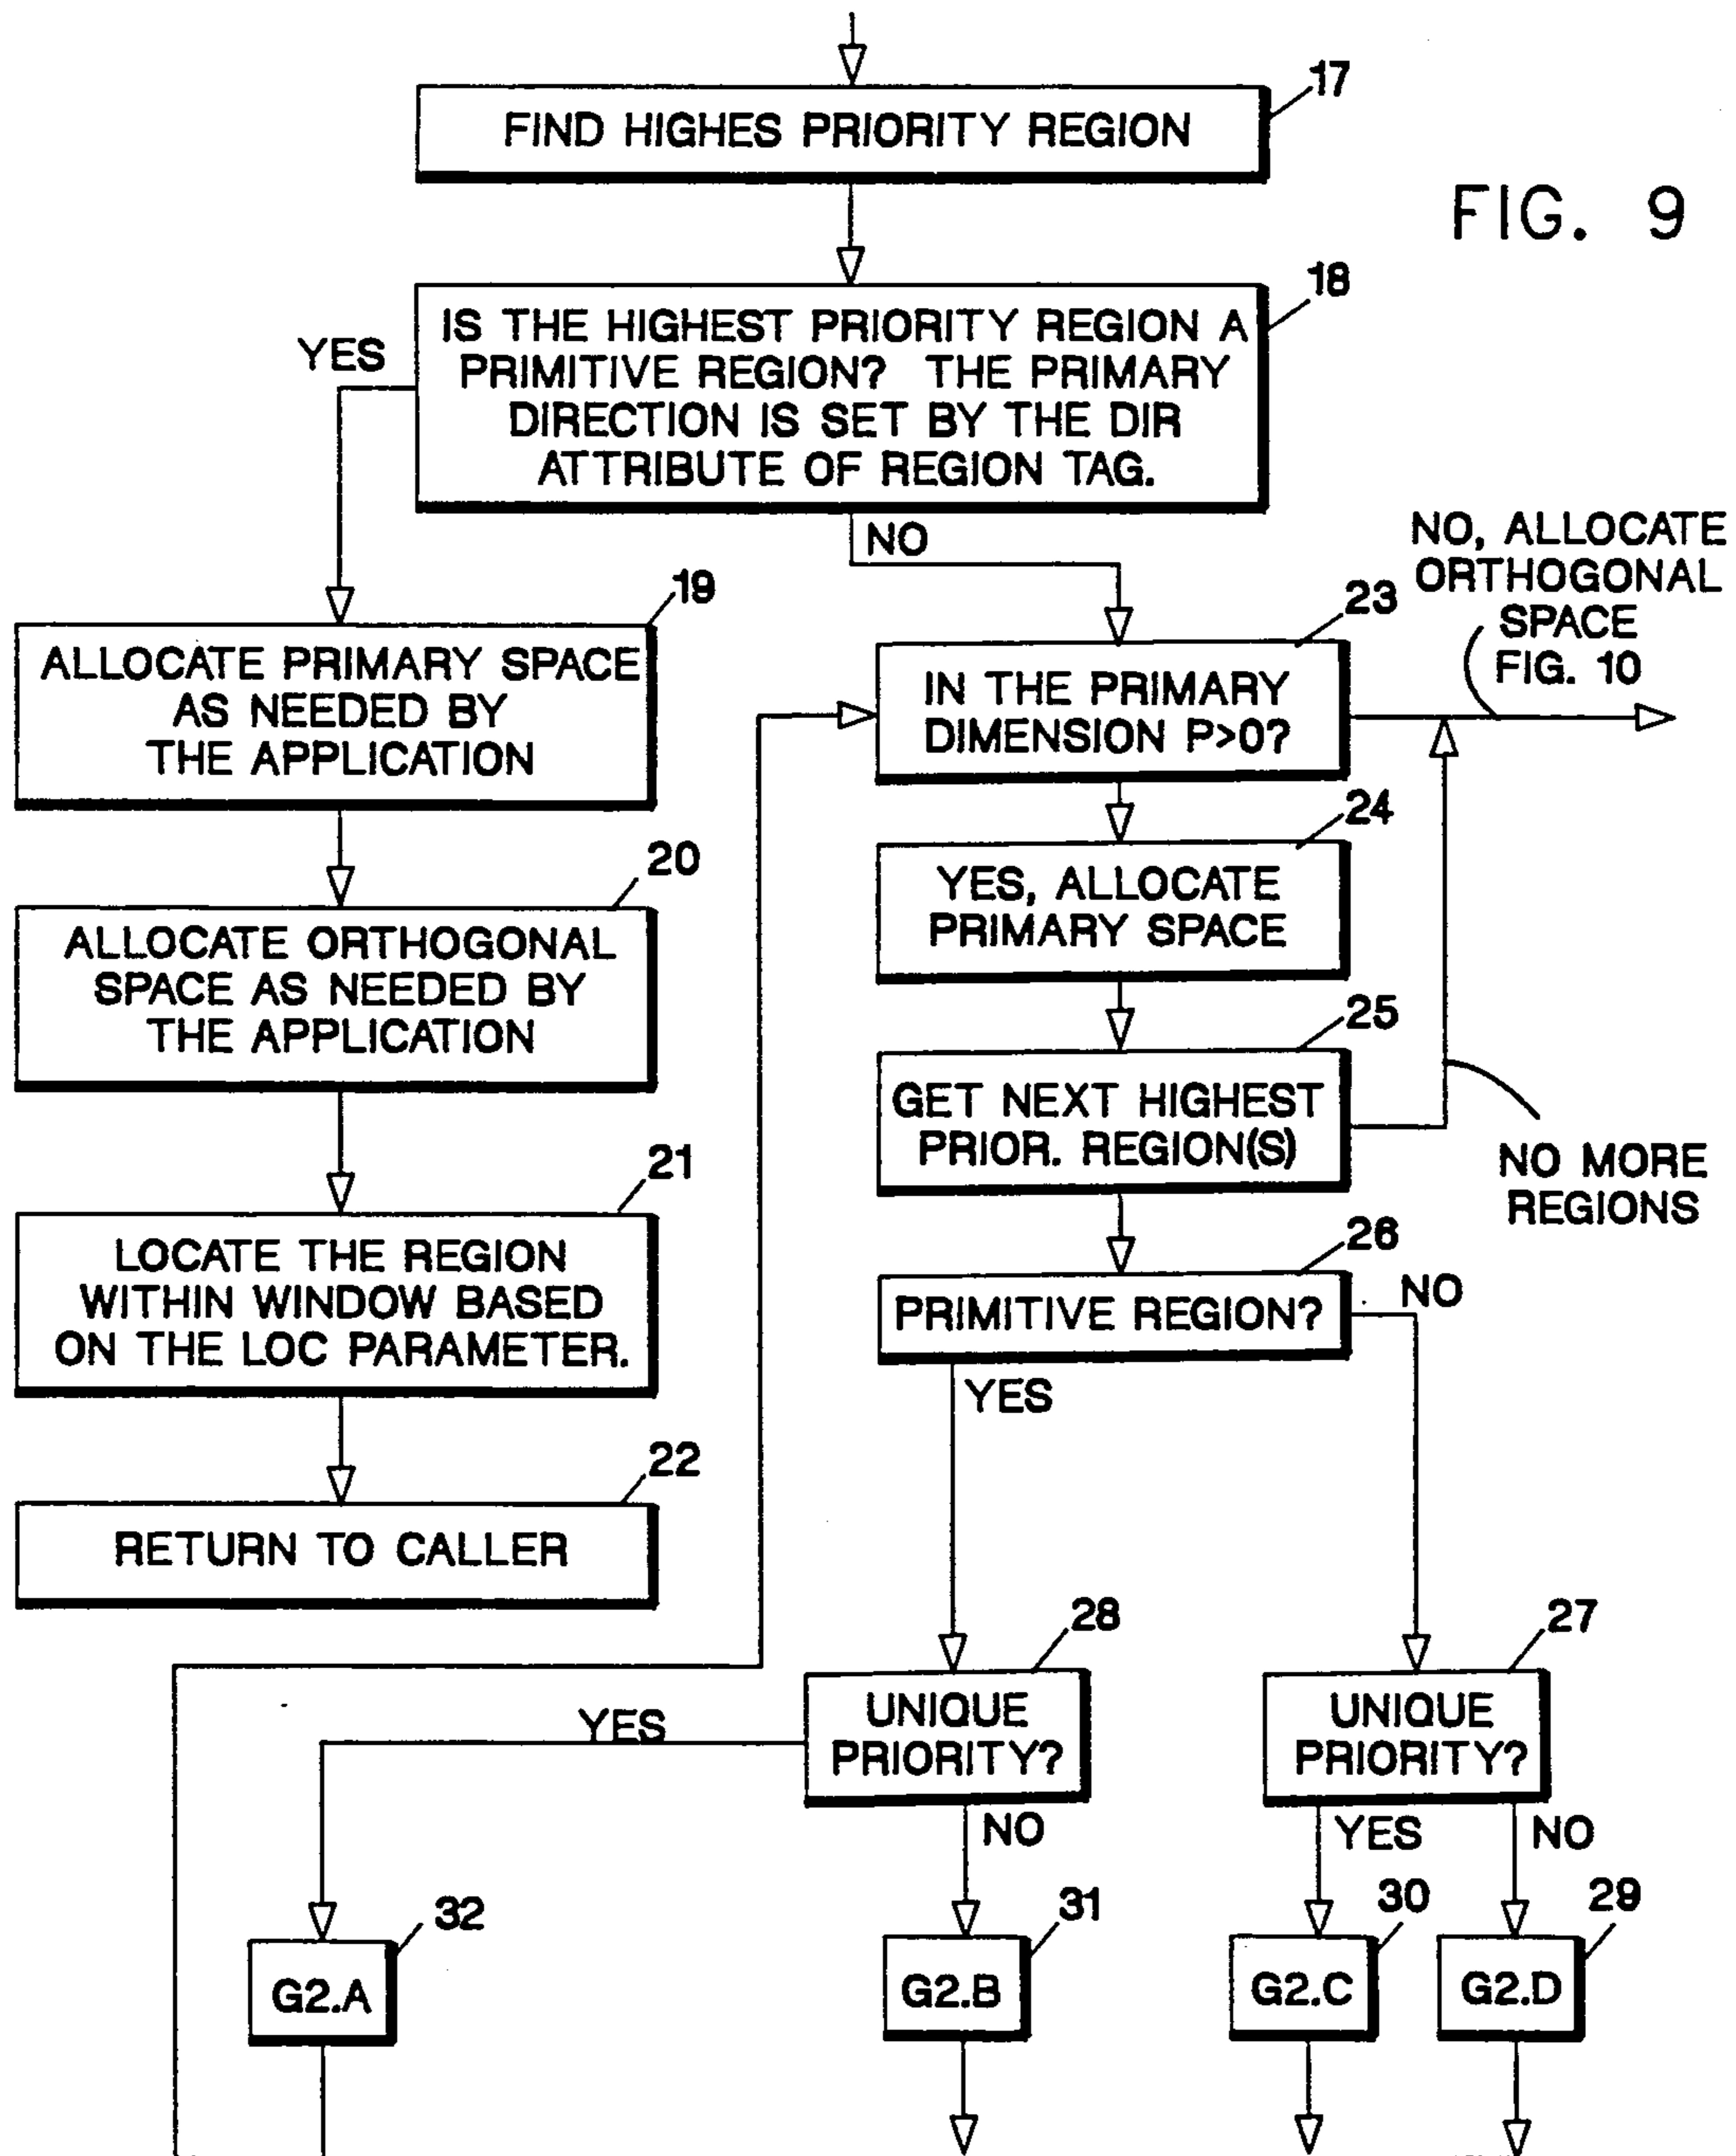 17
FIND HIGHES PRIORITY REGION
FIG. 9
18
IS THE HIGHEST PRIORITY REGION A
PRIMITIVE REGION? THE PRIMARY
DIRECTION IS SET BY THE DIR
ATTRIBUTE OF REGION TAG.
YES
NO
NO, ALLOCATE
ORTHOGONAL
SPACE
FIG. 10
19
ALLOCATE PRIMARY SPACE
AS NEEDED BY
THE APPLICATION
20
ALLOCATE ORTHOGONAL
SPACE AS NEEDED BY
THE APPLICATION
21
LOCATE THE REGION
WITHIN WINDOW BASED
ON THE LOC PARAMETER.
22
RETURN TO CALLER
23
IN THE PRIMARY
DIMENSION P>0?
24
YES, ALLOCATE
PRIMARY SPACE
25
GET NEXT HIGHEST
PRIOR. REGION(S)
NO MORE
REGIONS
26
PRIMITIVE REGION?
NO
YES
28
UNIQUE
PRIORITY?
YES
NO
27
UNIQUE
PRIORITY?
YES
NO
32
G2.A
31
G2.B
30
G2.C
29
G2.D